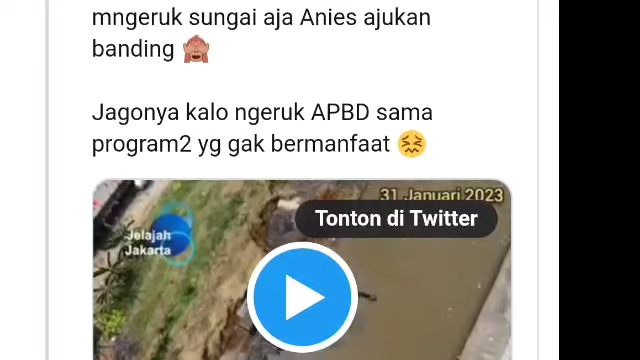 mngeruk sungai aja Anies ajukan
banding 🙈
Jagonya kalo ngeruk APBD sama
program2 yg gak bermanfaat 😖
31 Januari 2023
Tonton di Twitter
Jelajah
Jakarta